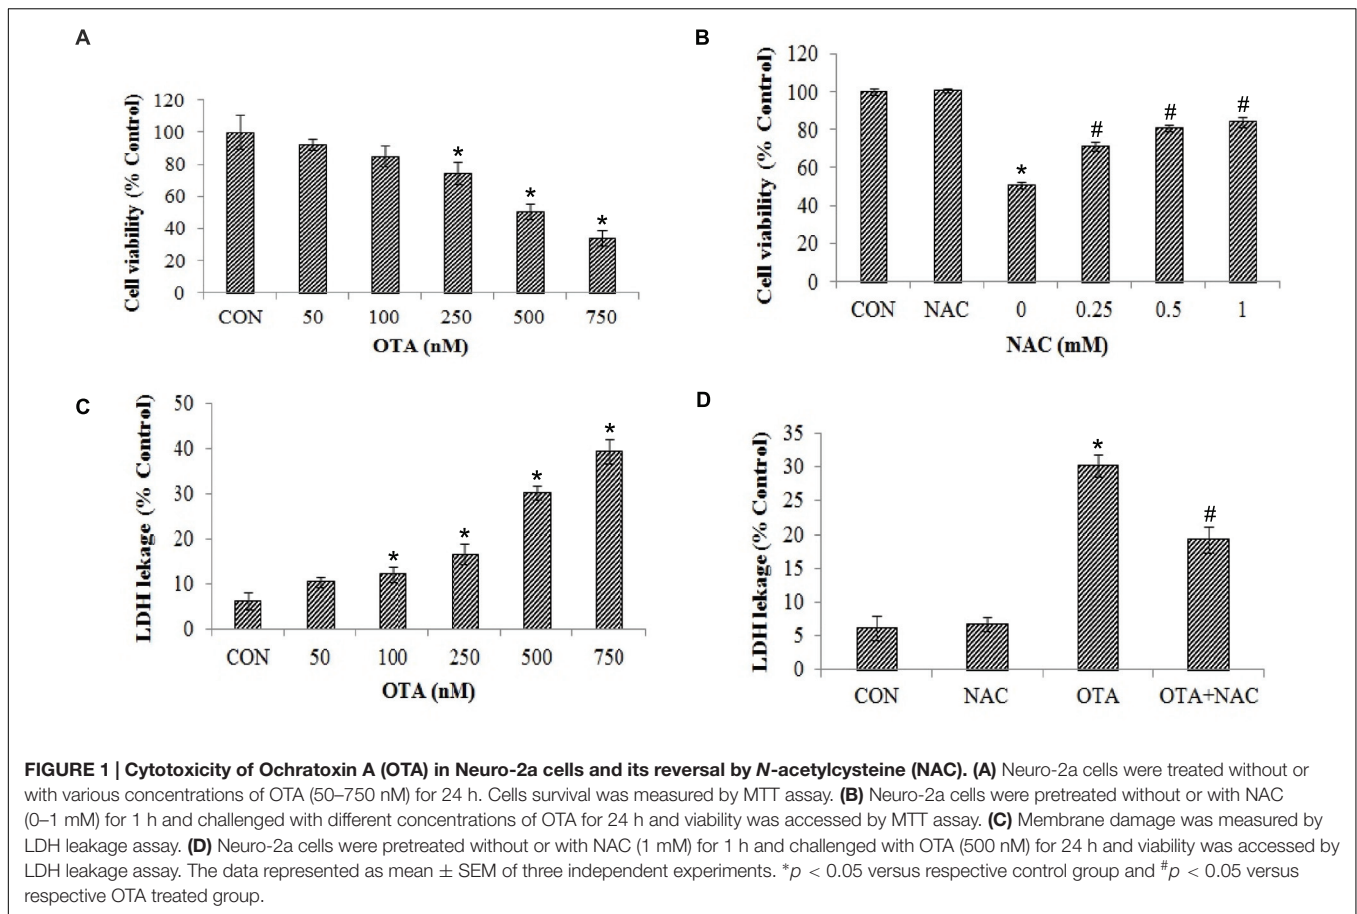 A
Cell viability (% Control)
120
100
80
60
40
20
0
*
*
*
CON 50 100 250 500 750
OTA (nM)
B
Cell viability (% Control)
120
100
80
60
40
20
0
*
#
#
#
CON NAC 0 0.25 0.5 1
NAC (mM)
C
LDH lekage (% Control)
50
40
30
20
10
0
*
*
*
*
CON 50 100 250 500 750
OTA (nM)
D
LDH lekage (% Control)
35
30
25
20
15
10
5
0
*
#
CON NAC OTA OTA+NAC
FIGURE 1 | Cytotoxicity of Ochratoxin A (OTA) in Neuro-2a cells and its reversal by N-acetylcysteine (NAC). (A) Neuro-2a cells were treated without or
with various concentrations of OTA (50–750 nM) for 24 h. Cells survival was measured by MTT assay. (B) Neuro-2a cells were pretreated without or with NAC
(0–1 mM) for 1 h and challenged with different concentrations of OTA for 24 h and viability was accessed by MTT assay. (C) Membrane damage was measured by
LDH leakage assay. (D) Neuro-2a cells were pretreated without or with NAC (1 mM) for 1 h and challenged with OTA (500 nM) for 24 h and viability was accessed by
LDH leakage assay. The data represented as mean ± SEM of three independent experiments. *p < 0.05 versus respective control group and #p < 0.05 versus
respective OTA treated group.